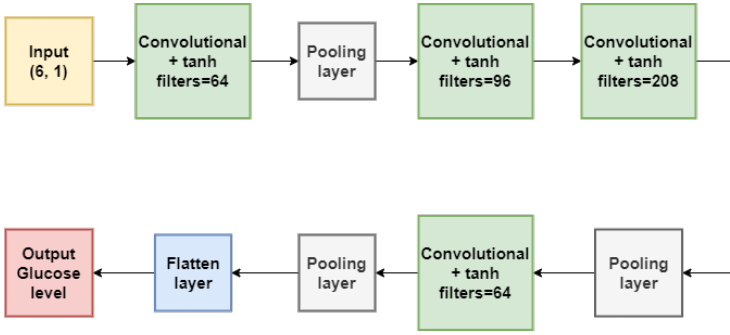 Input
(6, 1)
Convolutional
+ tanh
filters=64
Pooling
layer
Convolutional
+ tanh
filters=96
Convolutional
+ tanh
filters=208
Pooling
layer
Convolutional
+ tanh
filters=64
Pooling
layer
Flatten
layer
Output
Glucose
level